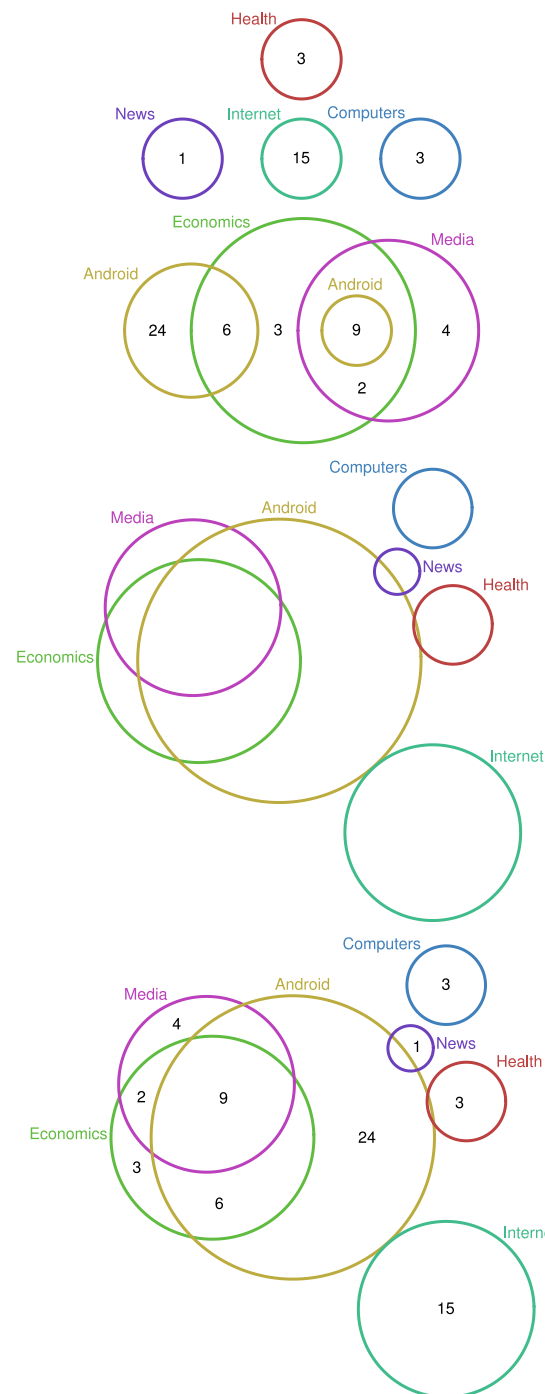 Health
3
News Internet Computers
1 15 3
Economics
Media
Android Android
24 6 3 9 4
2
Computers
Android
Media
News
Health
Economics
Internet
Computers
Android
Media
3
4
1 News
Health
2 9 3
Economics
24
3
6
Intern
15